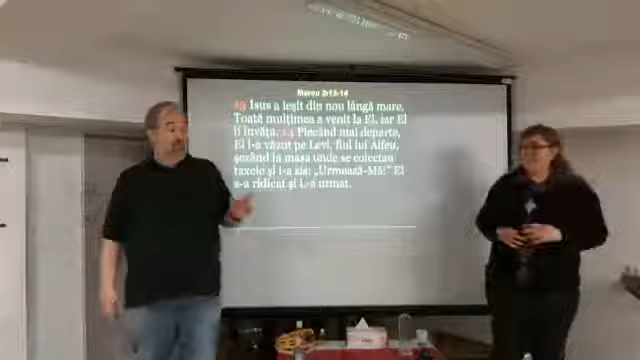 Marcu 2:13-14
13 Isus a ieșit din nou lângă mare.
Toată mulțimea a venit la El, iar El
îi învăța. 14 Plecând mai departe,
El l-a văzut pe Levi, fiul lui Alfeu,
șezând la masa unde se colectau
taxele și i-a zis: „Urmează-Mă!” El
s-a ridicat și L-a urmat.